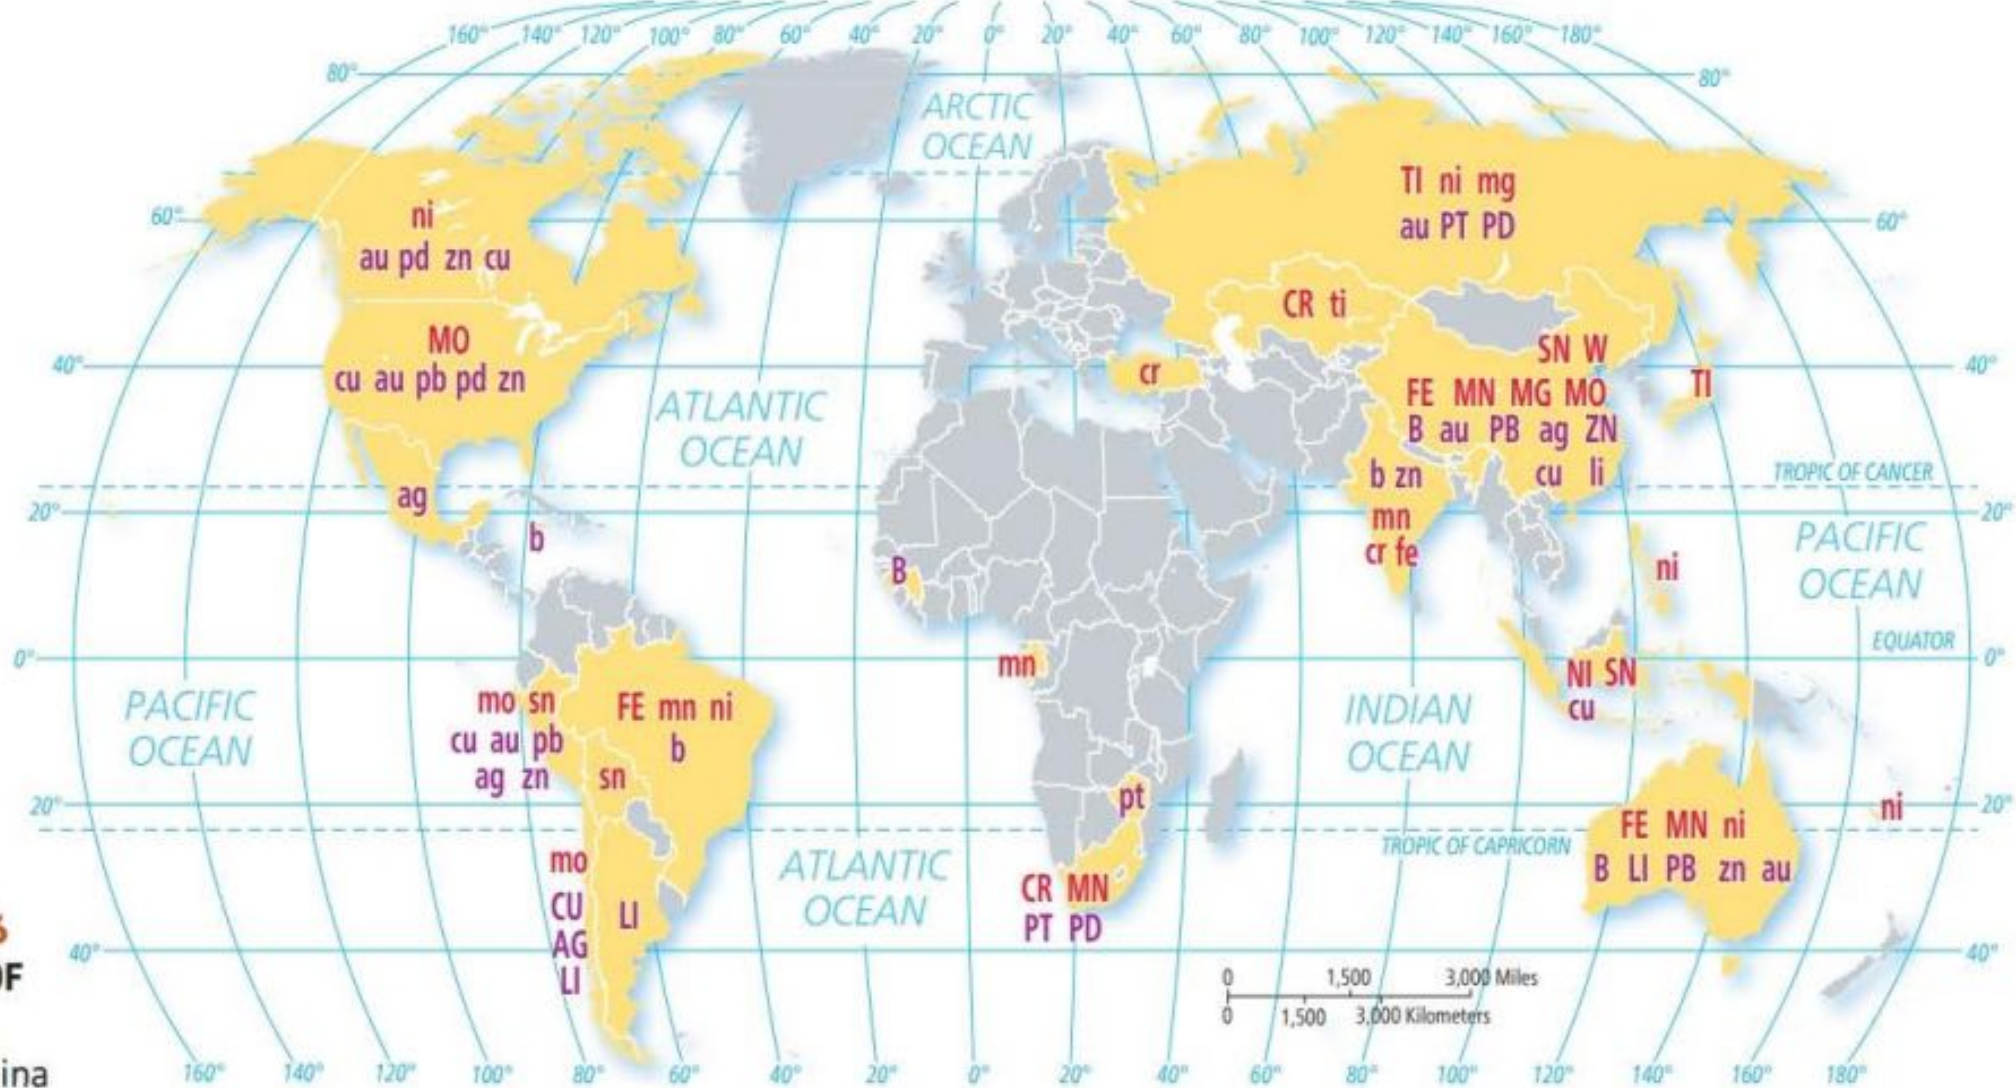 160° 140° 120° 100° 80° 60° 40° 20° 0° 20° 40° 60° 80° 100° 120° 140° 160° 180°
80° 80°
ARCTIC
OCEAN
TI ni mg
au PT PD
60° 60°
ni
au pd zn cu
CR ti
MO
cu au pb pd zn
SN W
40° 40°
cr
TI
FE MN MG MO
B au PB ag ZN
cu li
ATLANTIC
OCEAN
TROPIC OF CANCER
b zn
mn
cr fe
ag
20° 20°
b
PACIFIC
OCEAN
ni
B
EQUATOR
0° 0°
mn
NI SN
cu
PACIFIC
OCEAN
mo sn
cu au pb
ag zn
FE mn ni
b
sn
INDIAN
OCEAN
pt
20° 20°
ni
TROPIC OF CAPRICORN
FE MN ni
B LI PB zn au
mo
CU
AG
LI
LI
ATLANTIC
OCEAN
CR MN
PT PD
40° 40°
0 1,500 3,000 Miles
0 1,500 3,000 Kilometers
OF
ina
160° 140° 120° 100° 80° 60° 40° 20° 0° 20° 40° 60° 80° 100° 120° 140° 160° 180°